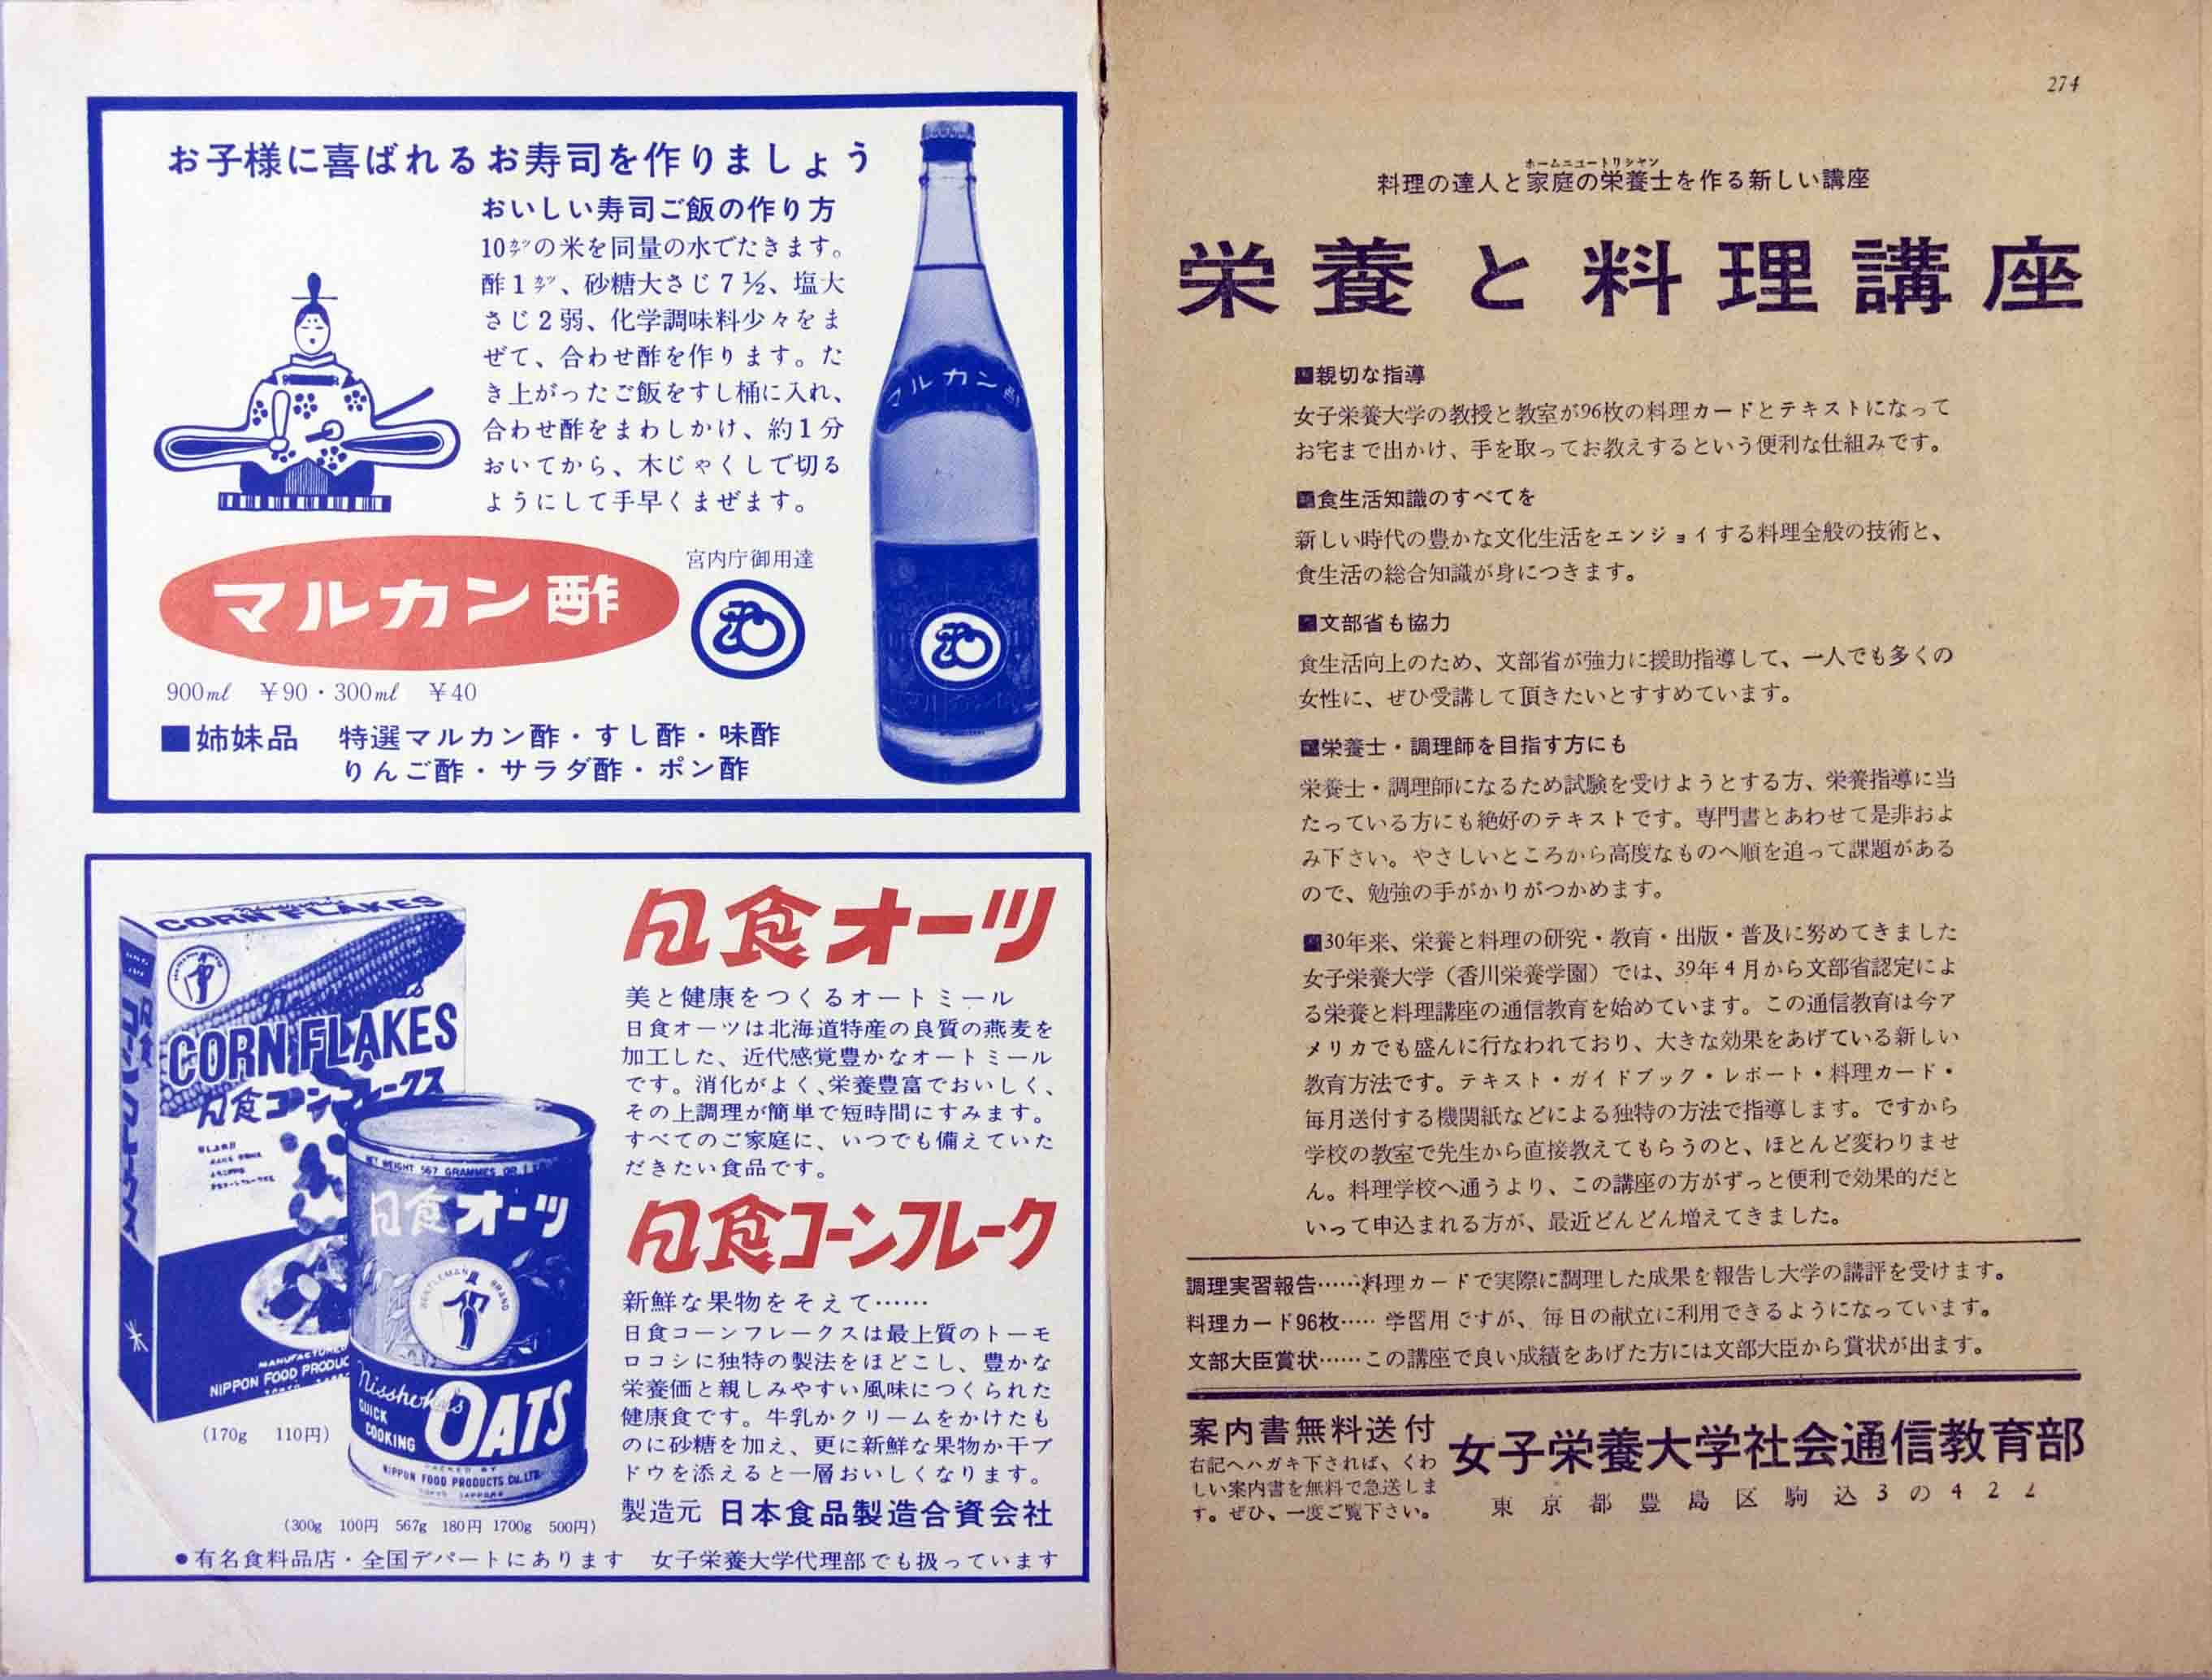 お子様に喜ばれるお寿司を作りましょう
おいしい寿司ご飯の作り方
10カップの米を同量の水でたきます。
酢1カップ、砂糖大さじ7½、塩大
さじ2弱、化学調味料少々をま
ぜて、合わせ酢を作ります。た
き上がったご飯をすし桶に入れ、
合わせ酢をまわしかけ、約1分
おいてから、木じゃくしで切る
ようにして手早くまぜます。
マルカン酢
宮内庁御用達
マルカン酢
900ml ¥90・300ml ¥40
■姉妹品 特選マルカン酢・すし酢・味酢
りんご酢・サラダ酢・ポン酢
日食オーツ
美と健康をつくるオートミール
日食オーツは北海道特産の良質の燕麦を
加工した、近代感覚豊かなオートミール
です。消化がよく、栄養豊富でおいしく、
その上調理が簡単で短時間にすみます。
すべてのご家庭に、いつでも備えていた
だきたい食品です。
日食コーンフレーク
新鮮な果物をそえて……
日食コーンフレークスは最上質のトーモ
ロコシに独特の製法をほどこし、豊かな
栄養価と親しみやすい風味につくられた
健康食です。牛乳かクリームをかけたも
のに砂糖を加え、更に新鮮な果物か干ブ
ドウを添えると一層おいしくなります。
製造元 日本食品製造合資会社
CORN FLAKES
CORN FLAKES
日食コーンフレークス
日食コーンフレークス
MANUFACTURED
NIPPON FOOD PRODUC
NET WEIGHT 567 GRAMMES OR
日食オーツ
GENTLEMAN BRAND
Nisshoku's
QUICK
COOKING
OATS
PACKED BY
NIPPON FOOD PRODUCTS Co. LTD.
TOKYO SAPPORO
(170g 110円)
(300g 100円 567g 180円 1700g 500円)
●有名食料品店・全国デパートにあります 女子栄養大学代理部でも扱っています
274
ホームニュートリシャン
料理の達人と家庭の栄養士を作る新しい講座
栄養と料理講座
■親切な指導
女子栄養大学の教授と教室が96枚の料理カードとテキストになって
お宅まで出かけ、手を取ってお教えするという便利な仕組みです。
■食生活知識のすべてを
新しい時代の豊かな文化生活をエンジョイする料理全般の技術と、
食生活の総合知識が身につきます。
■文部省も協力
食生活向上のため、文部省が強力に援助指導して、一人でも多くの
女性に、ぜひ受講して頂きたいとすすめています。
■栄養士・調理師を目指す方にも
栄養士・調理師になるため試験を受けようとする方、栄養指導に当
たっている方にも絶好のテキストです。専門書とあわせて是非およ
み下さい。やさしいところから高度なものへ順を追って課題がある
ので、勉強の手がかりがつかめます。
■30年来、栄養と料理の研究・教育・出版・普及に努めてきました
女子栄養大学（香川栄養学園）では、39年4月から文部省認定によ
る栄養と料理講座の通信教育を始めています。この通信教育は今ア
メリカでも盛んに行なわれており、大きな効果をあげている新しい
教育方法です。テキスト・ガイドブック・レポート・料理カード・
毎月送付する機関紙などによる独特の方法で指導します。ですから
学校の教室で先生から直接教えてもらうのと、ほとんど変わりませ
ん。料理学校へ通うより、この講座の方がずっと便利で効果的だと
いって申込まれる方が、最近どんどん増えてきました。
調理実習報告……料理カードで実際に調理した成果を報告し大学の講評を受けます。
料理カード96枚…… 学習用ですが、毎日の献立に利用できるようになっています。
文部大臣賞状……この講座で良い成績をあげた方には文部大臣から賞状が出ます。
案内書無料送付
右記へハガキ下されば、くわ
しい案内書を無料で急送しま
す。ぜひ、一度ご覧下さい。
女子栄養大学社会通信教育部
東京都豊島区駒込3の422